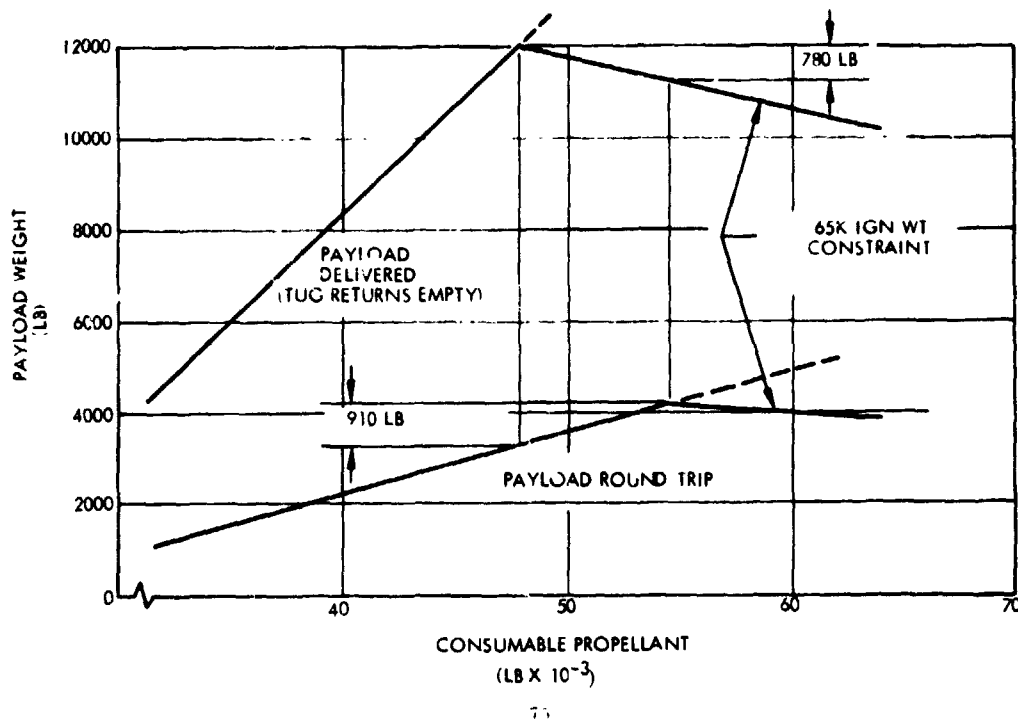 12000
780 LB
10000
PAYLOAD WEIGHT
(LB)
8000
65K IGN WT
CONSTRAINT
PAYLOAD
DELIVERED
(TUG RETURNS EMPTY)
6000
4000
910 LB
PAYLOAD ROUND TRIP
2000
0
40
50
60
70
CONSUMABLE PROPELLANT
(LB X 10⁻³)